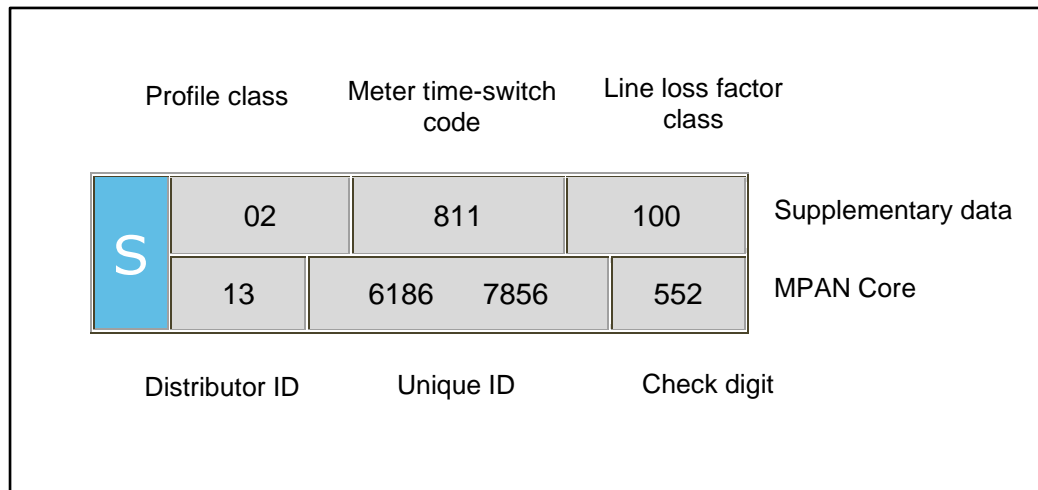 Profile class
Meter time-switch
code
Line loss factor
class
S
02 811 100
Supplementary data
13 6186 7856 552
MPAN Core
Distributor ID
Unique ID
Check digit